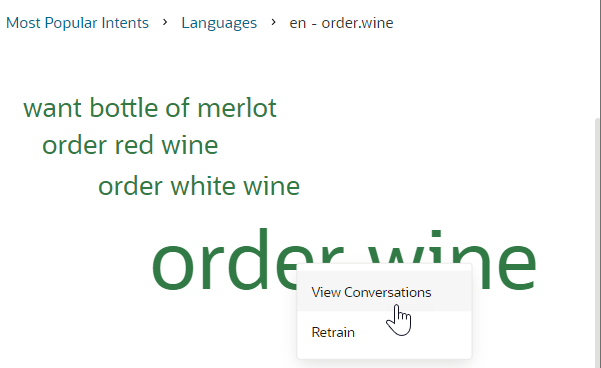 Most Popular Intents > Languages > en - order.wine
want bottle of merlot
order red wine
order white wine
order wine
View Conversations
Retrain